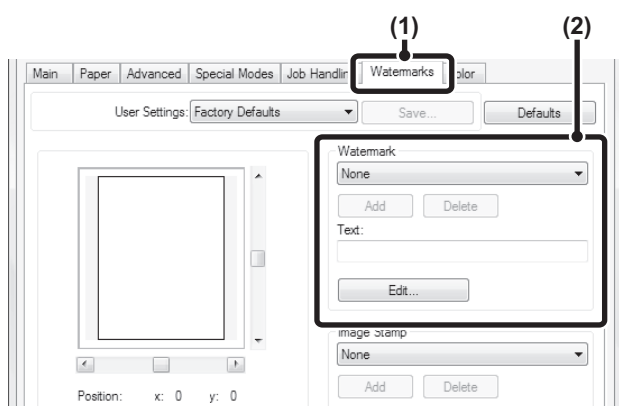 (1) (2)
Main Paper Advanced Special Modes Job Handlin Watermarks olor
User Settings: Factory Defaults Save... Defaults
Watermark
None
Add Delete
Text:
Edit...
Image Stamp
None
Add Delete
Position: x: 0 y: 0